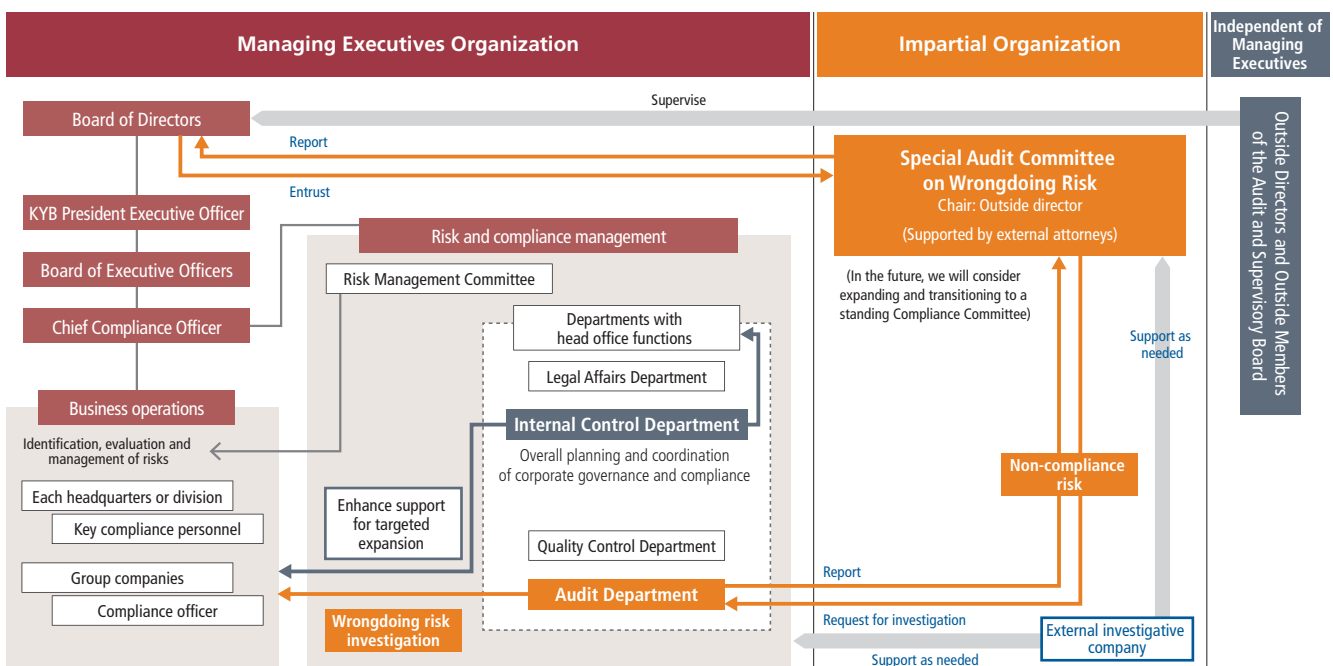 Managing Executives Organization
Impartial Organization
Independent of
Managing
Executives
Supervise
Board of Directors
Report
Entrust
Special Audit Committee
on Wrongdoing Risk
Chair: Outside director
(Supported by external attorneys)
Outside Directors and Outside Members
of the Audit and Supervisory Board
KYB President Executive Officer
Risk and compliance management
Board of Executive Officers
Risk Management Committee
(In the future, we will consider
expanding and transitioning to a
standing Compliance Committee)
Chief Compliance Officer
Departments with
head office functions
Support as
needed
Legal Affairs Department
Business operations
Internal Control Department
Identification, evaluation and
management of risks
Overall planning and coordination
of corporate governance and compliance
Non-compliance
risk
Each headquarters or division
Key compliance personnel
Enhance support
for targeted
expansion
Quality Control Department
Group companies
Compliance officer
Report
Audit Department
Wrongdoing risk
investigation
Request for investigation
External investigative
company
Support as needed